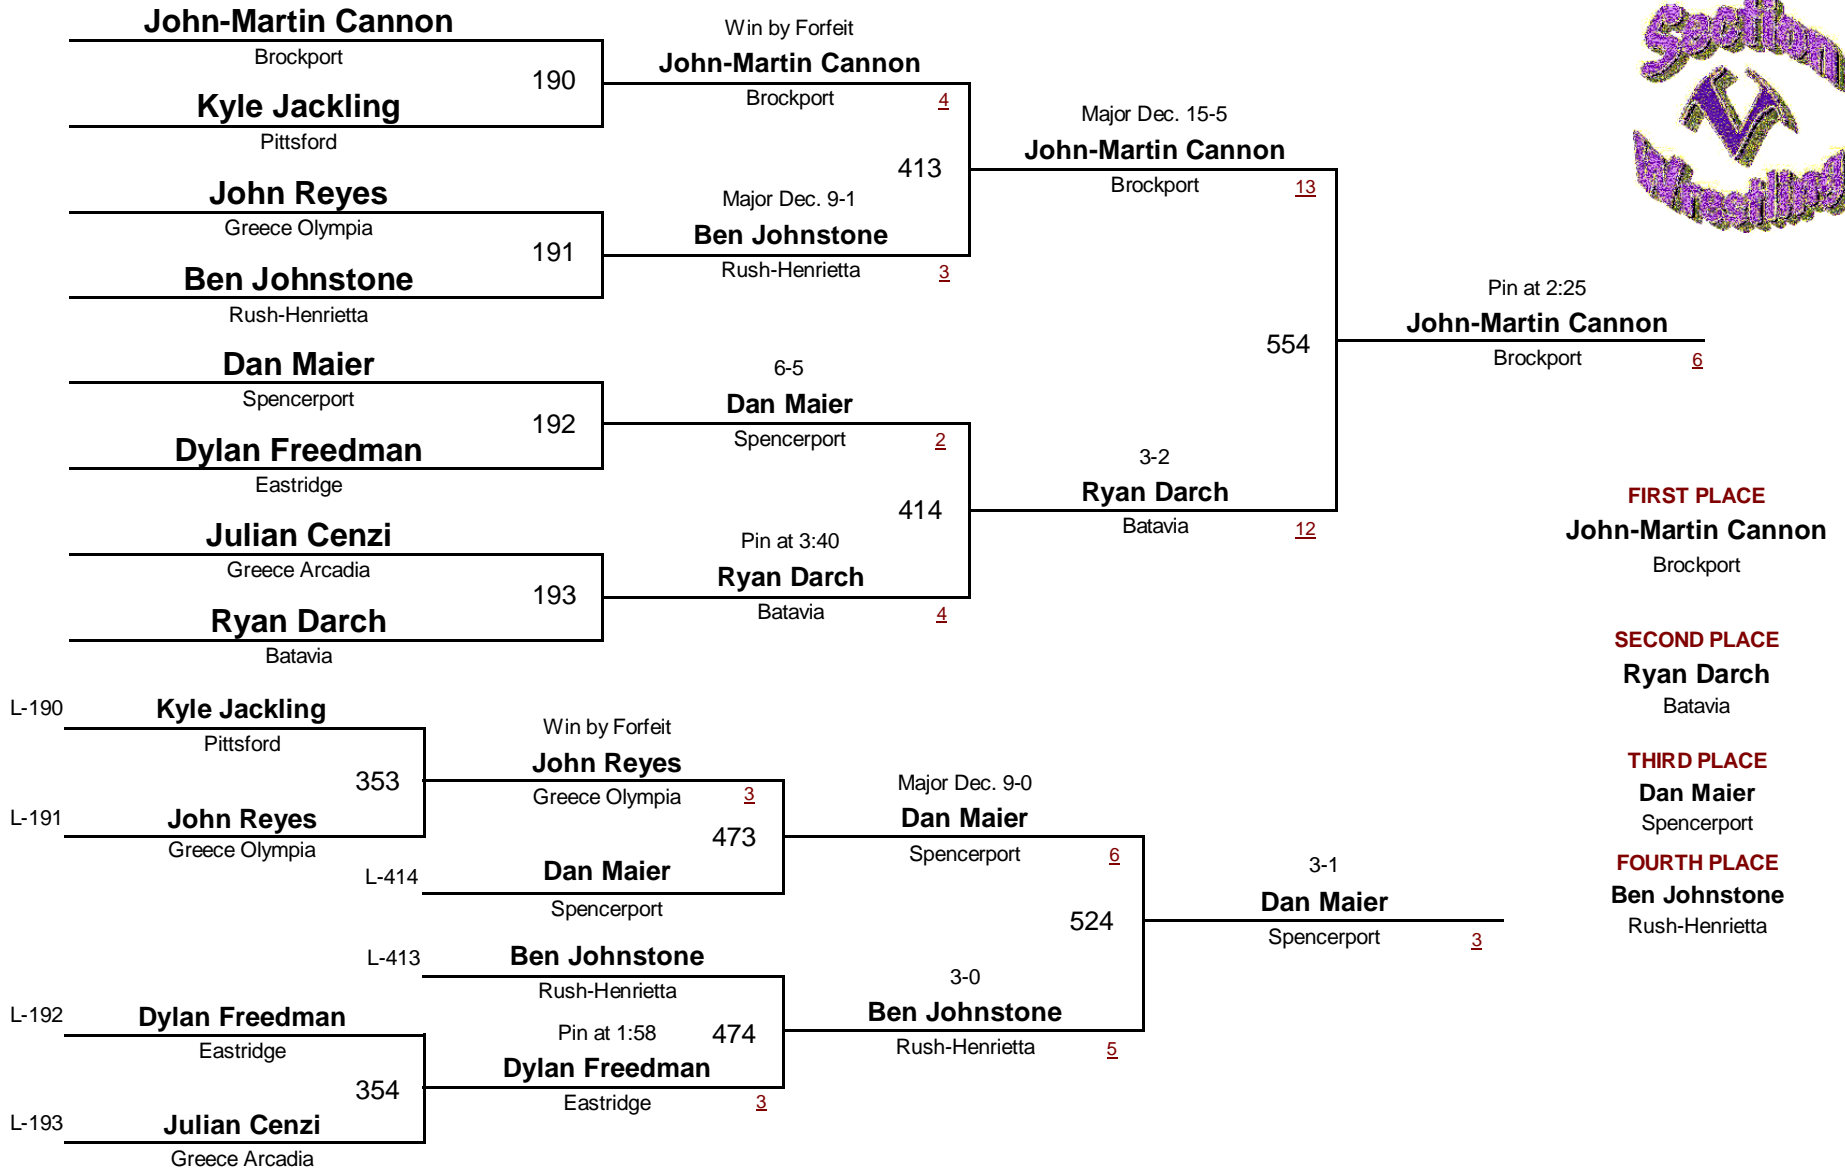 John-Martin Cannon
Brockport
190
Kyle Jackling
Pittsford
John Reyes
Greece Olympia
191
Ben Johnstone
Rush-Henrietta
Dan Maier
Spencerport
192
Dylan Freedman
Eastridge
Julian Cenzi
Greece Arcadia
193
Ryan Darch
Batavia
Win by Forfeit
John-Martin Cannon
Brockport 4
413
Major Dec. 9-1
Ben Johnstone
Rush-Henrietta 3
6-5
Dan Maier
Spencerport 2
414
Pin at 3:40
Ryan Darch
Batavia 4
Major Dec. 15-5
John-Martin Cannon
Brockport 13
554
3-2
Ryan Darch
Batavia 12
Pin at 2:25
John-Martin Cannon
Brockport 6
Section
V
Wrestling
FIRST PLACE
John-Martin Cannon
Brockport
SECOND PLACE
Ryan Darch
Batavia
THIRD PLACE
Dan Maier
Spencerport
FOURTH PLACE
Ben Johnstone
Rush-Henrietta
L-190 Kyle Jackling
Pittsford
353
L-191 John Reyes
Greece Olympia
Win by Forfeit
John Reyes
Greece Olympia 3
473
L-414 Dan Maier
Spencerport
L-413 Ben Johnstone
Rush-Henrietta
474
L-192 Dylan Freedman
Eastridge
354
L-193 Julian Cenzi
Greece Arcadia
Pin at 1:58
Dylan Freedman
Eastridge 3
Major Dec. 9-0
Dan Maier
Spencerport 6
524
3-0
Ben Johnstone
Rush-Henrietta 5
3-1
Dan Maier
Spencerport 3